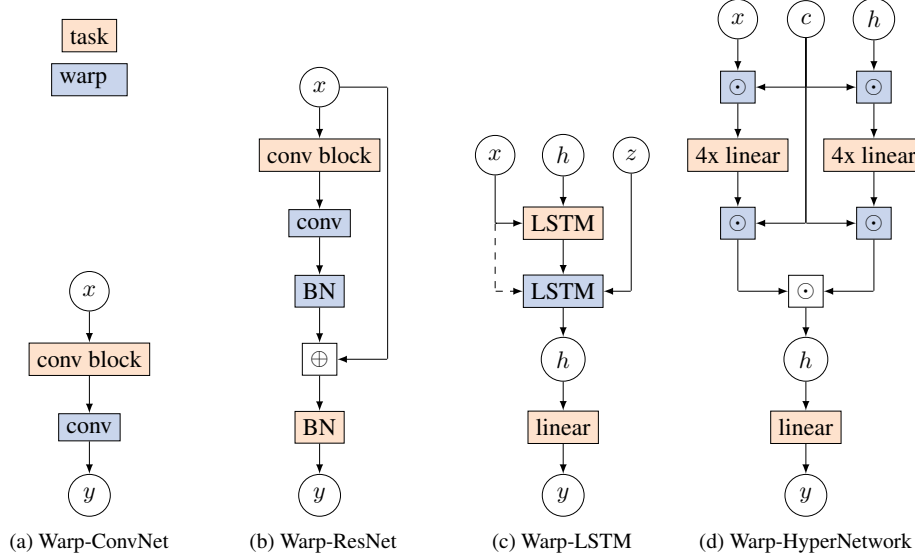 task
warp
x
conv block
conv
y
(a) Warp-ConvNet
x
conv block
conv
BN
⊕
BN
y
(b) Warp-ResNet
x h z
LSTM
LSTM
h
linear
y
(c) Warp-LSTM
x c h
⊙ ⊙
4x linear 4x linear
⊙ ⊙
⊙
h
linear
y
(d) Warp-HyperNetwork